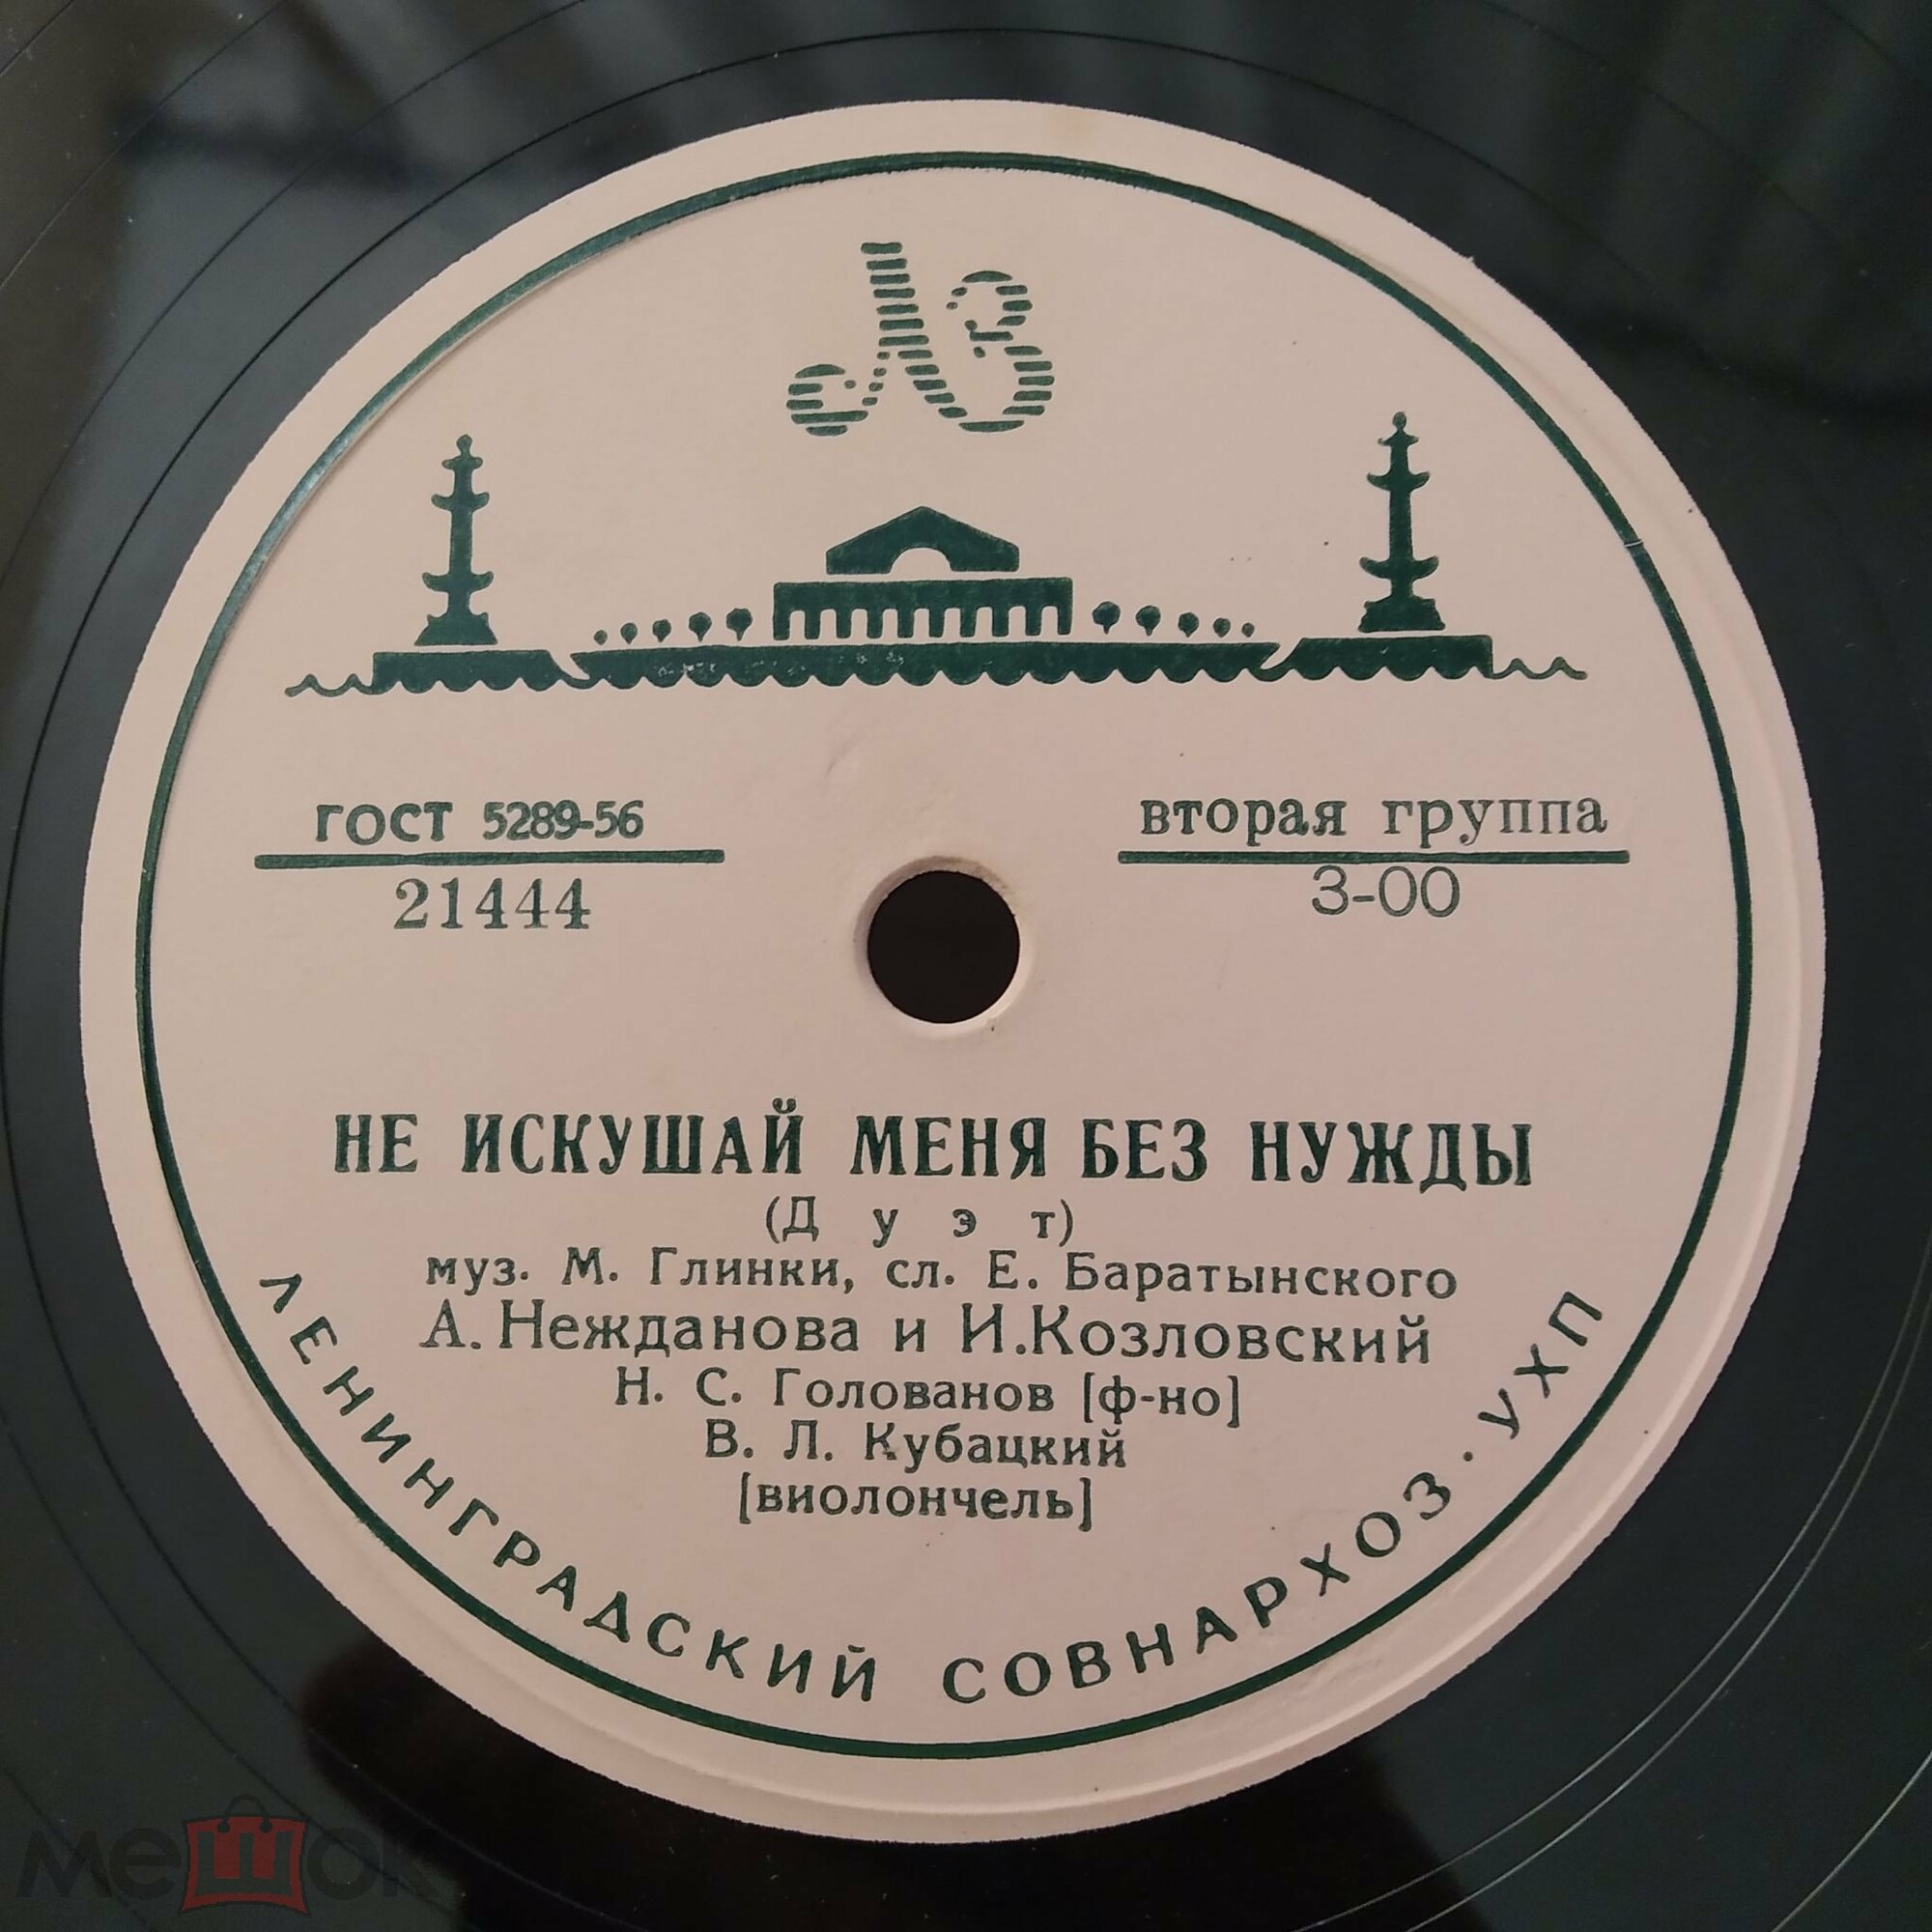 ЛЗ
ГОСТ 5289-56
21444
вторая группа
3-00
НЕ ИСКУШАЙ МЕНЯ БЕЗ НУЖДЫ
(Д у э т)
муз. М. Глинки, сл. Е. Баратынского
А. Нежданова и И. Козловский
Н. С. Голованов [ф-но]
В. Л. Кубацкий
[виолончель]
ЛЕНИНГРАДСКИЙ СОВНАРХОЗ · УХП
мешок